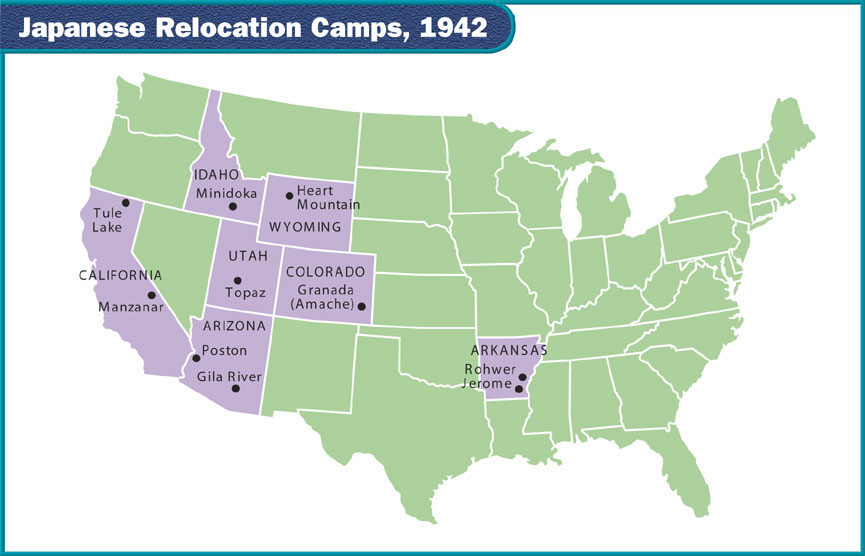 Japanese Relocation Camps, 1942
IDAHO
Minidoka
Heart
Mountain
WYOMING
Tule
Lake
UTAH
Topaz
COLORADO
Granada
(Amache)
CALIFORNIA
Manzanar
ARIZONA
Poston
Gila River
ARKANSAS
Rohwer
Jerome